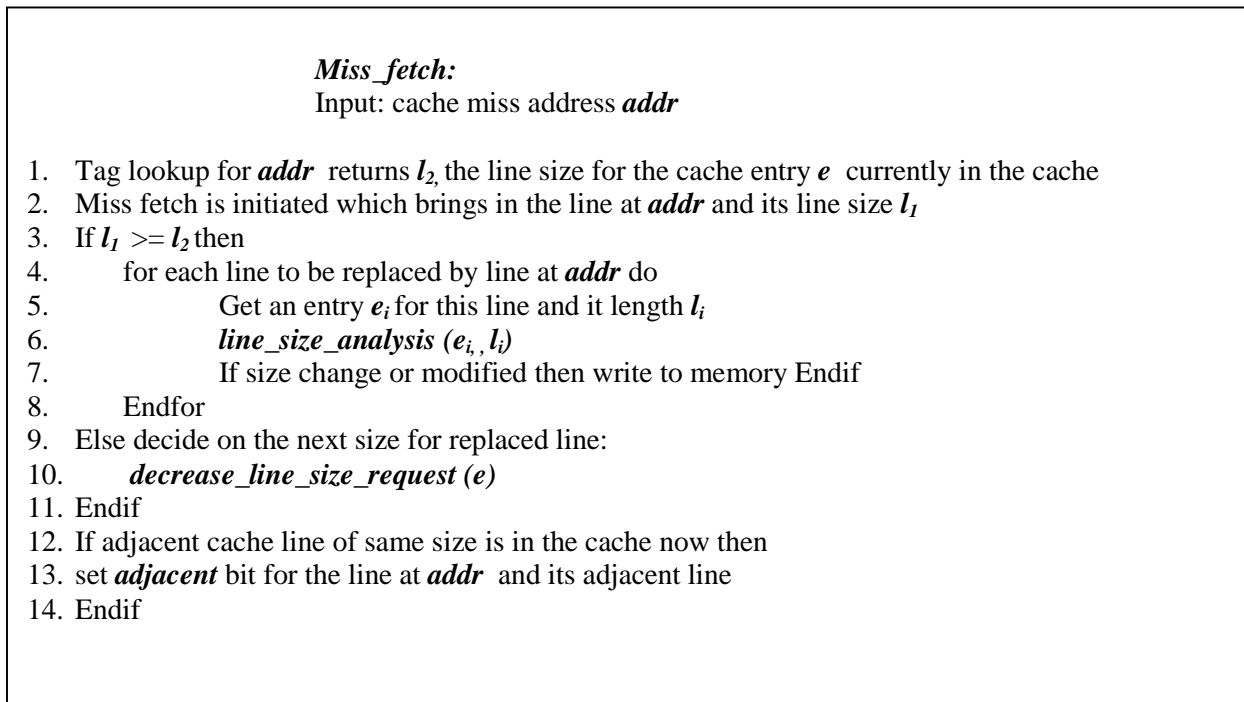 Miss_fetch:
Input: cache miss address addr
1. Tag lookup for addr returns l2, the line size for the cache entry e currently in the cache
2. Miss fetch is initiated which brings in the line at addr and its line size l1
3. If l1 >= l2 then
4. for each line to be replaced by line at addr do
5. Get an entry ei for this line and it length li
6. line_size_analysis (ei, , li)
7. If size change or modified then write to memory Endif
8. Endfor
9. Else decide on the next size for replaced line:
10. decrease_line_size_request (e)
11. Endif
12. If adjacent cache line of same size is in the cache now then
13. set adjacent bit for the line at addr and its adjacent line
14. Endif